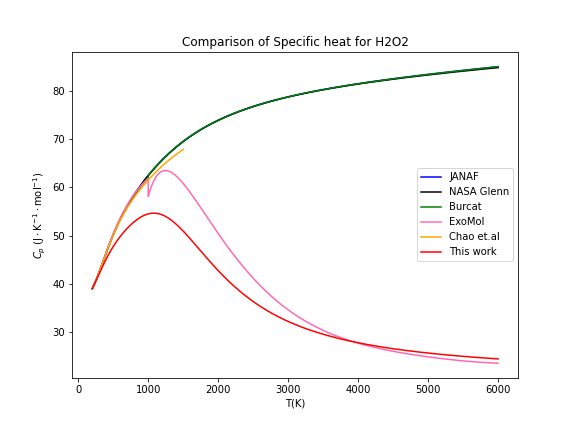 Comparison of Specific heat for H2O2
80
70
60
50
40
30
C_p (J · K⁻¹ · mol⁻¹)
JANAF
NASA Glenn
Burcat
ExoMol
Chao et.al
This work
0 1000 2000 3000 4000 5000 6000
T(K)